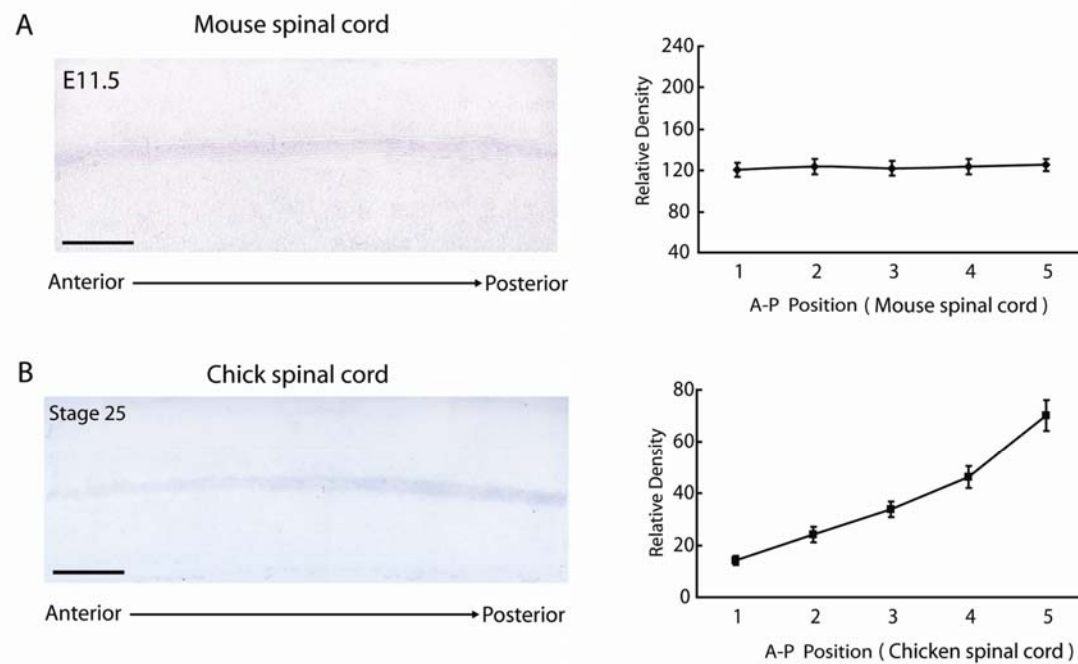 A
Mouse spinal cord
E11.5
Anterior
Posterior
Relative Density
240
200
160
120
80
40
1 2 3 4 5
A-P Position ( Mouse spinal cord )
B
Chick spinal cord
Stage 25
Anterior
Posterior
Relative Density
80
60
40
20
0
1 2 3 4 5
A-P Position ( Chicken spinal cord )